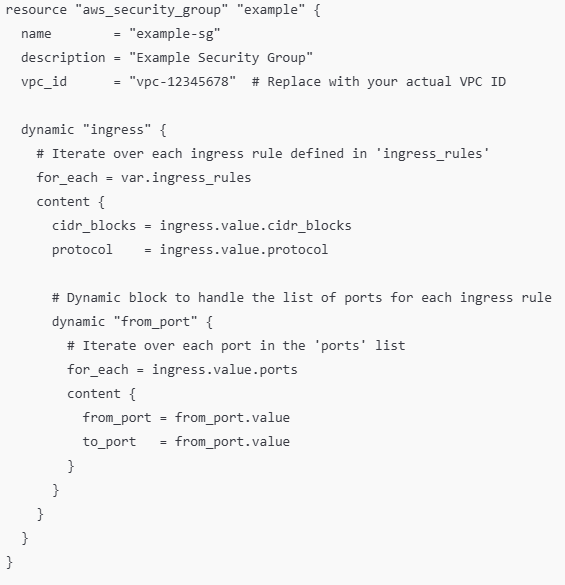 resource "aws_security_group" "example" {
  name        = "example-sg"
  description = "Example Security Group"
  vpc_id      = "vpc-12345678"  # Replace with your actual VPC ID

  dynamic "ingress" {
    # Iterate over each ingress rule defined in 'ingress_rules'
    for_each = var.ingress_rules
    content {
      cidr_blocks = ingress.value.cidr_blocks
      protocol    = ingress.value.protocol

      # Dynamic block to handle the list of ports for each ingress rule
      dynamic "from_port" {
        # Iterate over each port in the 'ports' list
        for_each = ingress.value.ports
        content {
          from_port = from_port.value
          to_port   = from_port.value
        }
      }
    }
  }
}